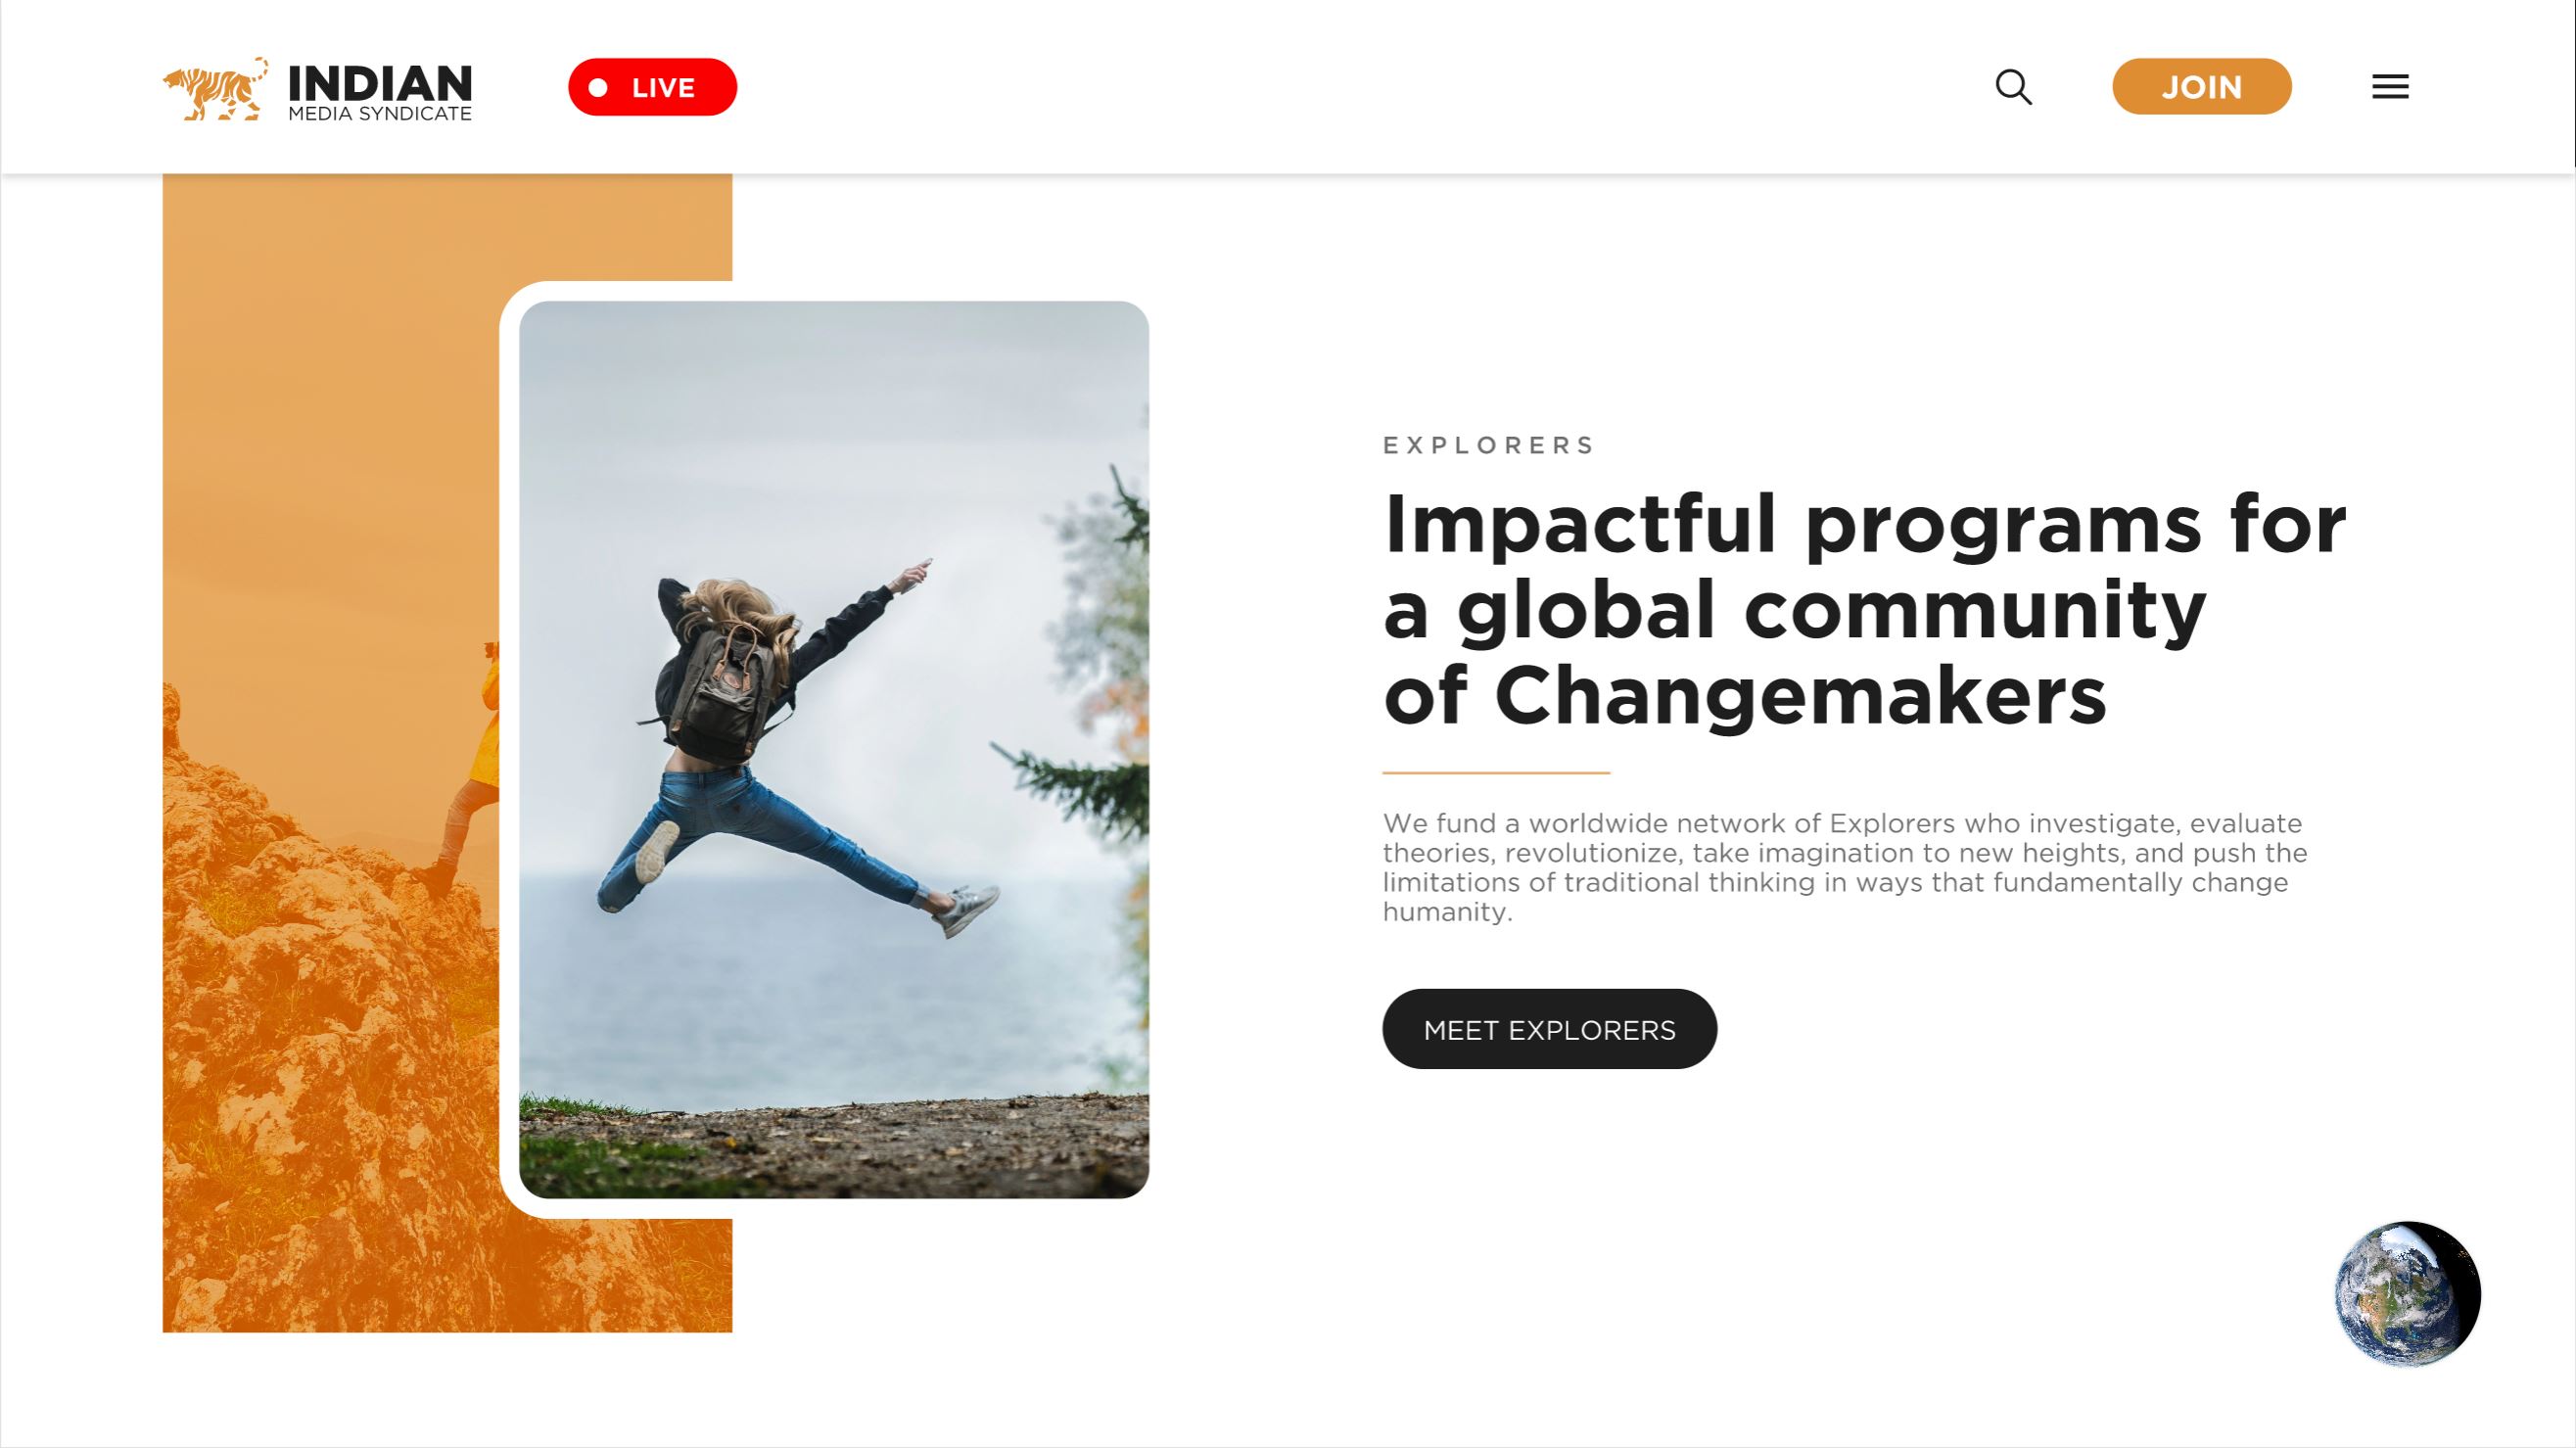 INDIAN
MEDIA SYNDICATE
LIVE
JOIN
EXPLORERS
Impactful programs for
a global community
of Changemakers
We fund a worldwide network of Explorers who investigate, evaluate
theories, revolutionize, take imagination to new heights, and push the
limitations of traditional thinking in ways that fundamentally change
humanity.
MEET EXPLORERS